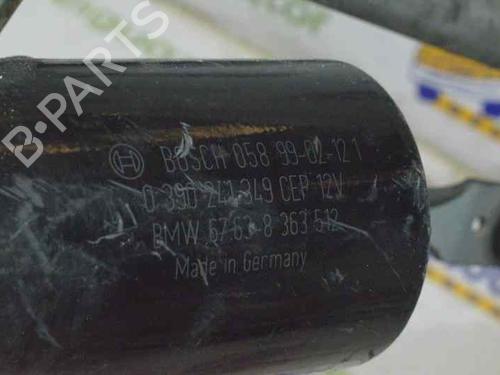 B-PARTS
BOSCH 058 99-02-12 1
0 390 241 349 CEP 12V
BMW 67.63-8 363 512
Made in Germany